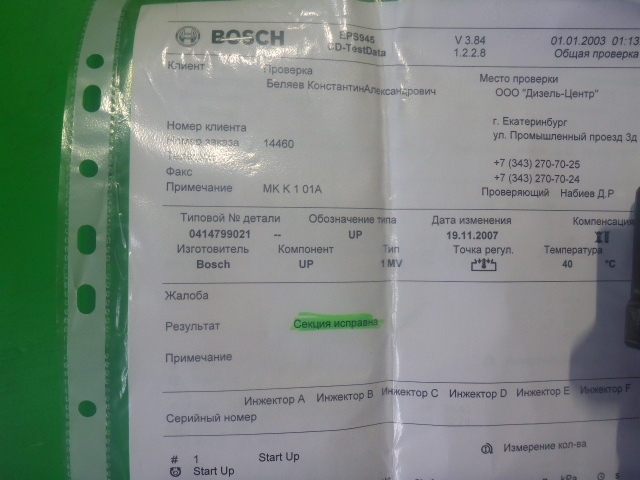 BOSCH EPS945 V 3.84 01.01.2003 01:13
CD-TestData 1.2.2.8 Общая проверка
Клиент Проверка Место проверки
Беляев КонстантинАлександрович ООО "Дизель-Центр"
г. Екатеринбург
Номер клиента ул. Промышленный проезд 3д
Номер заказа 14460
Факс +7 (343) 270-70-25
+7 (343) 270-70-24
Примечание MK K 1 01A Проверяющий Набиев Д.Р
Типовой № детали Обозначение типа Дата изменения Компенсация
0414799021 -- UP 19.11.2007
Изготовитель Компонент Тип Точка регул. Температура
Bosch UP 1MV 40 °C
Жалоба
Результат Секция исправна
Примечание
Инжектор A Инжектор B Инжектор C Инжектор D Инжектор E Инжектор F
Серийный номер
# 1 Start Up Измерение кол-ва
Start Up kPa s